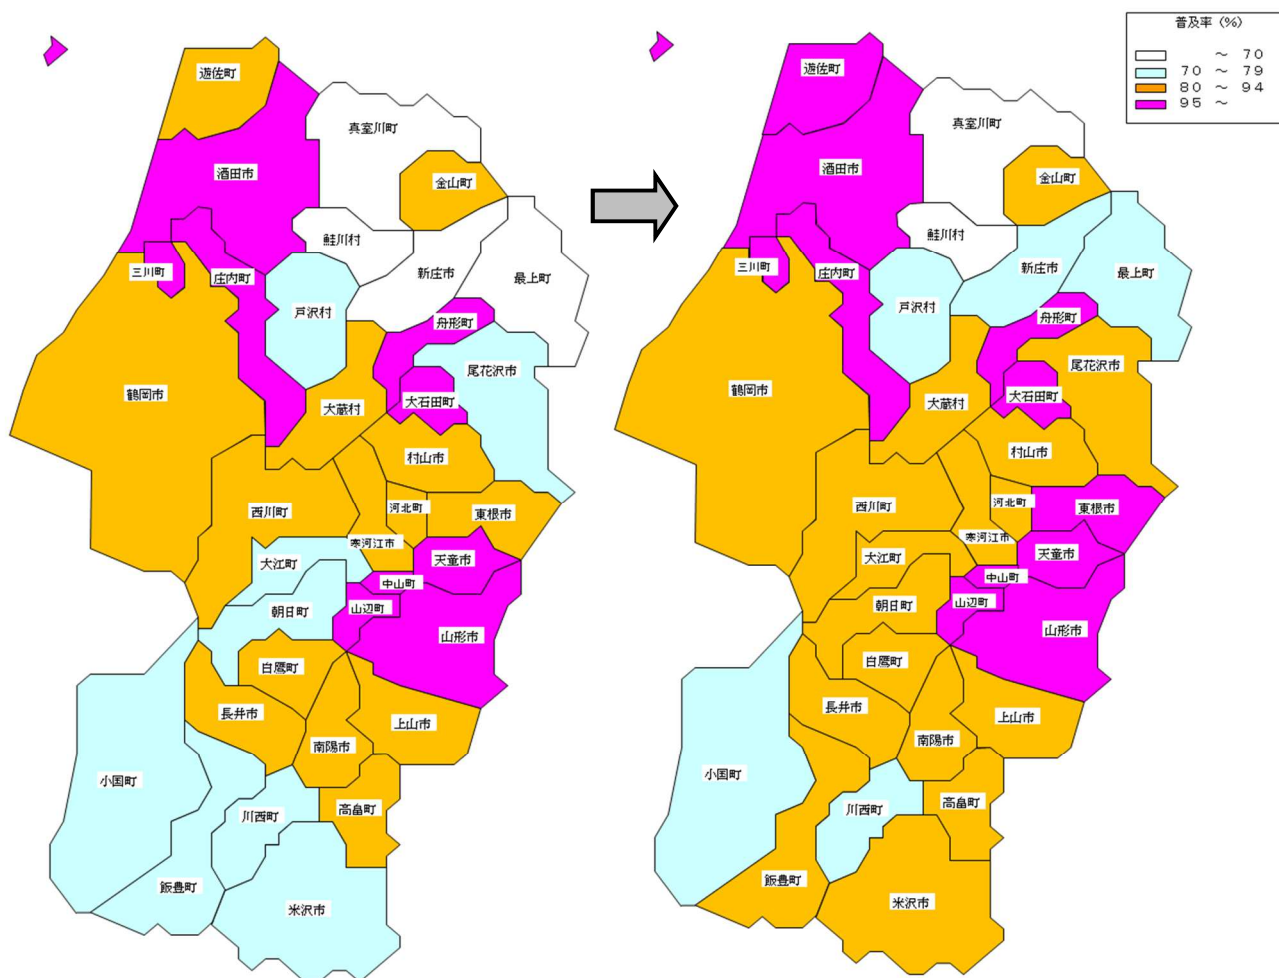 普及率（%）
～ 70
70 ～ 79
80 ～ 94
95 ～
遊佐町
真室川町
酒田市
金山町
鮭川村
三川町
庄内町
新庄市
最上町
戸沢村
舟形町
尾花沢市
鶴岡市
大蔵村
大石田町
村山市
河北町
西川町
東根市
寒河江市
大江町
天童市
中山町
朝日町
山辺町
山形市
白鷹町
長井市
上山市
南陽市
小国町
高畠町
川西町
飯豊町
米沢市
遊佐町
真室川町
酒田市
金山町
鮭川村
三川町
庄内町
新庄市
最上町
戸沢村
舟形町
尾花沢市
鶴岡市
大蔵村
大石田町
村山市
河北町
西川町
東根市
寒河江市
大江町
天童市
中山町
朝日町
山辺町
山形市
白鷹町
長井市
上山市
南陽市
小国町
川西町
高畠町
飯豊町
米沢市